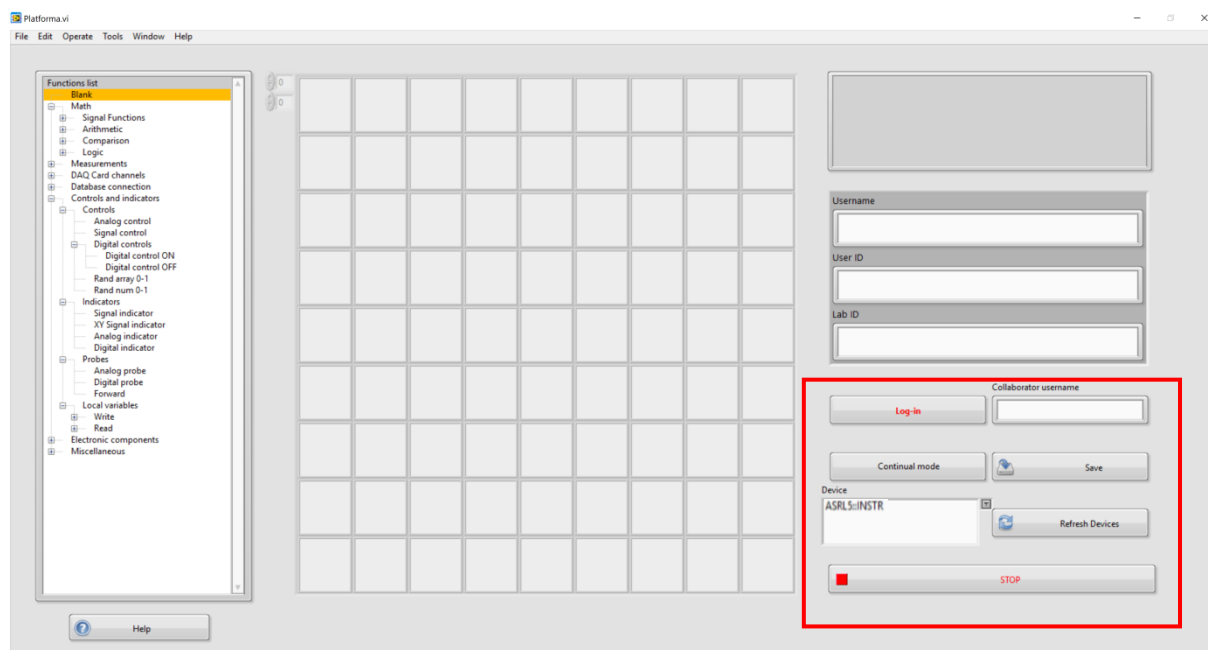 Platforma.vi
File Edit Operate Tools Window Help
Functions list
Blank
Math
Signal Functions
Arithmetic
Comparison
Logic
Measurements
DAQ Card channels
Database connection
Controls and indicators
Controls
Analog control
Signal control
Digital controls
Digital control ON
Digital control OFF
Rand array 0-1
Rand num 0-1
Indicators
Signal indicator
XY Signal indicator
Analog indicator
Digital indicator
Probes
Analog probe
Digital probe
Forward
Local variables
Write
Read
Electronic components
Miscellaneous
Help
0
0
Username
User ID
Lab ID
Collaborator username
Log-in
Continual mode
Save
Device
ASRL5::INSTR
Refresh Devices
STOP